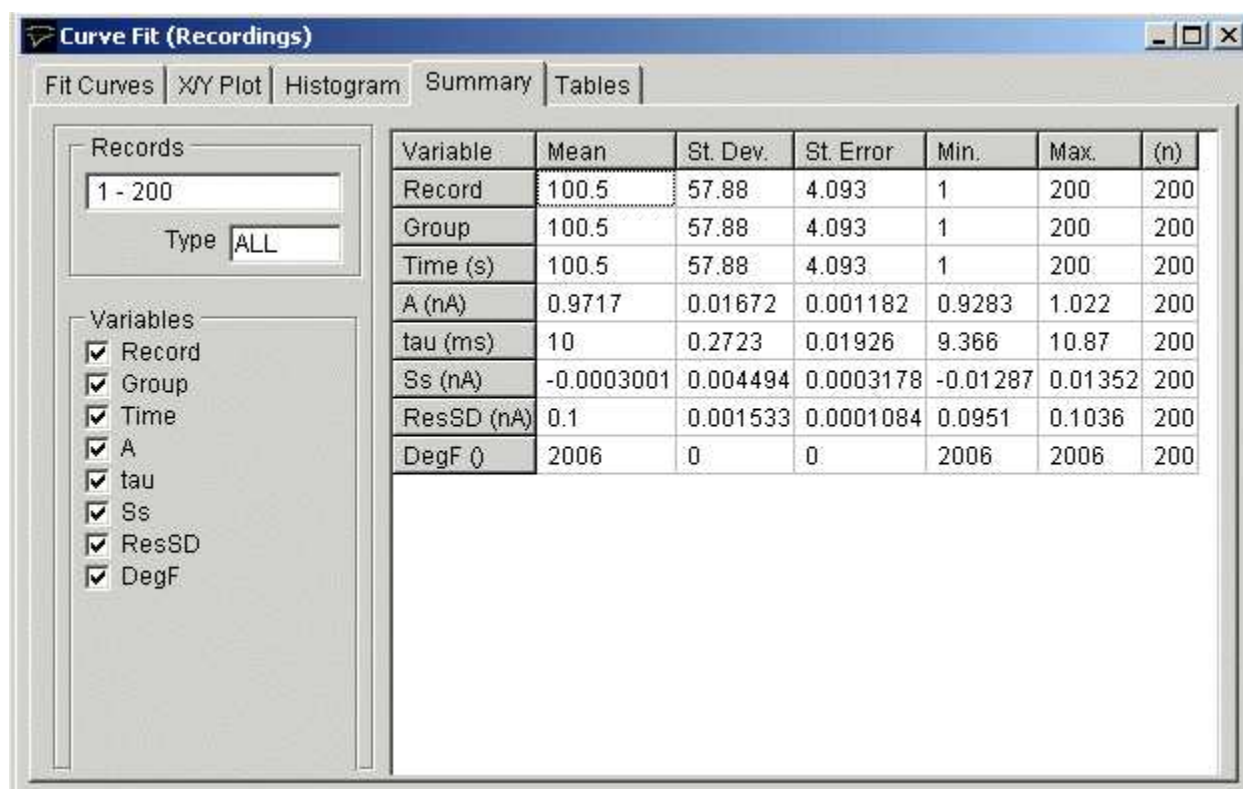 Curve Fit (Recordings)
Fit Curves X/Y Plot Histogram Summary Tables
Records
1 - 200
Type ALL
Variables
Record
Group
Time
A
tau
Ss
ResSD
DegF
Variable Mean St. Dev. St. Error Min. Max. (n)
Record 100.5 57.88 4.093 1 200 200
Group 100.5 57.88 4.093 1 200 200
Time (s) 100.5 57.88 4.093 1 200 200
A (nA) 0.9717 0.01672 0.001182 0.9283 1.022 200
tau (ms) 10 0.2723 0.01926 9.366 10.87 200
Ss (nA) -0.0003001 0.004494 0.0003178 -0.01287 0.01352 200
ResSD (nA) 0.1 0.001533 0.0001084 0.0951 0.1036 200
DegF () 2006 0 0 2006 2006 200